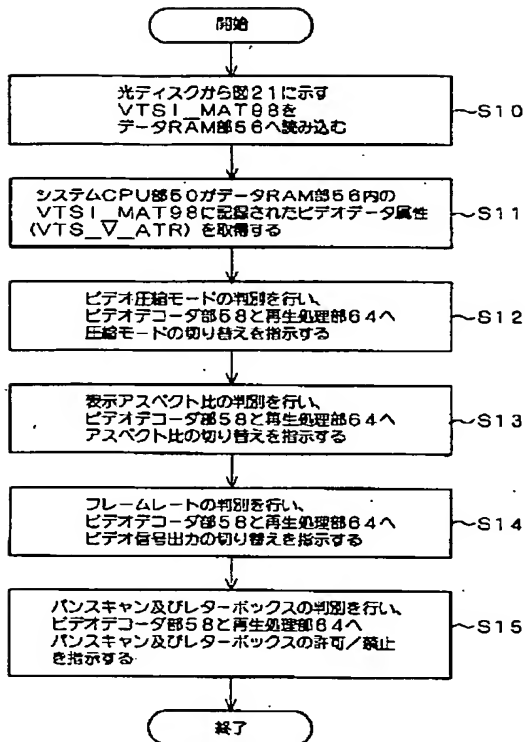 開始
光ディスクから図21に示す
VTSI_MAT98を
データRAM部56へ読み込む
~S10
システムCPU部50がデータRAM部56内の
VTSI_MAT98に記録されたビデオデータ属性
(VTS_V_ATR)を取得する
~S11
ビデオ圧縮モードの判別を行い、
ビデオデコーダ部58と再生処理部64へ
圧縮モードの切り替えを指示する
~S12
表示アスペクト比の判別を行い、
ビデオデコーダ部58と再生処理部64へ
アスペクト比の切り替えを指示する
~S13
フレームレートの判別を行い、
ビデオデコーダ部58と再生処理部64へ
ビデオ信号出力の切り替えを指示する
~S14
パンスキャン及びレターボックスの判別を行い、
ビデオデコーダ部58と再生処理部64へ
パンスキャン及びレターボックスの許可/禁止
を指示する
~S15
終了